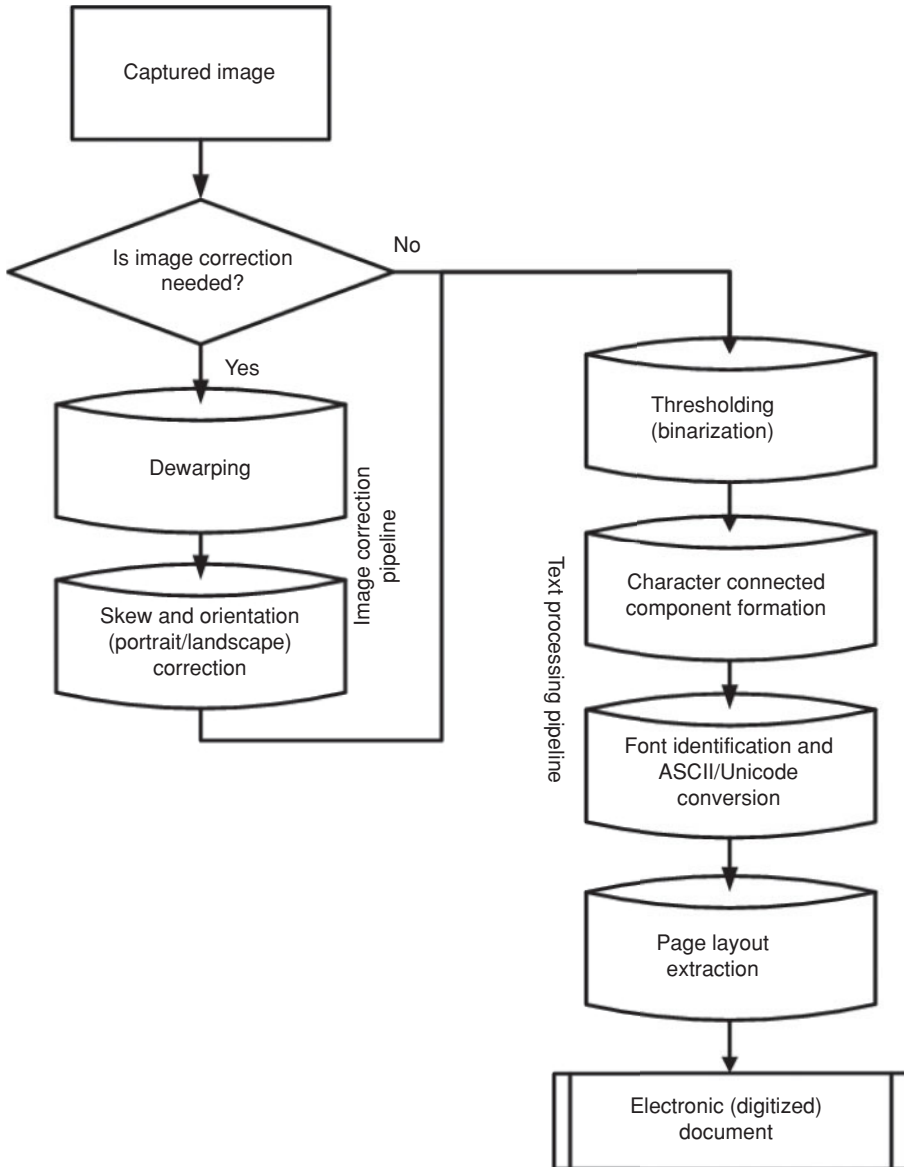 Captured image
Is image correction
needed?
No
Yes
Dewarping
Skew and orientation
(portrait/landscape)
correction
Image correction
pipeline
Thresholding
(binarization)
Character connected
component formation
Font identification and
ASCII/Unicode
conversion
Page layout
extraction
Text processing pipeline
Electronic (digitized)
document